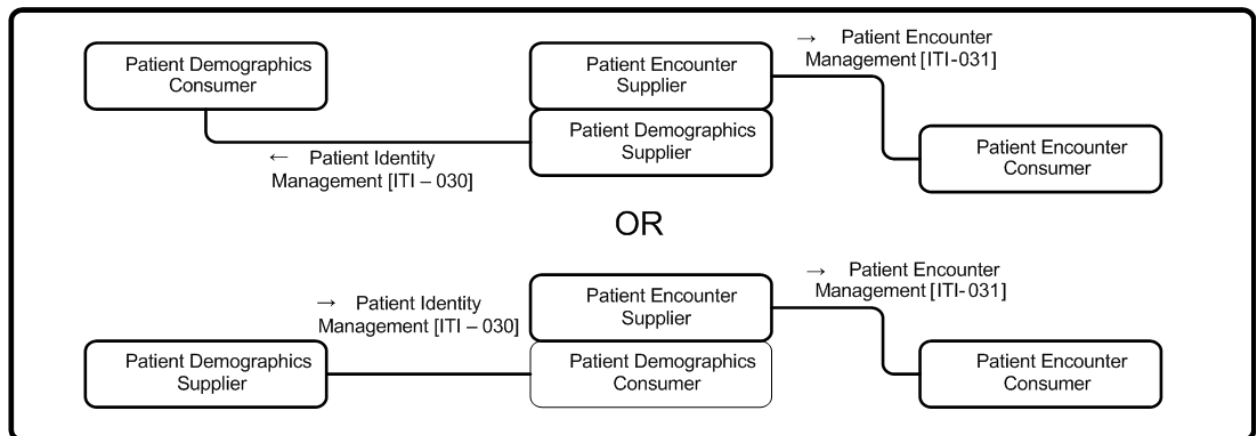 Patient Demographics
Consumer
Patient Encounter
Supplier
→ Patient Encounter
Management [ITI-031]
Patient Demographics
Supplier
← Patient Identity
Management [ITI – 030]
Patient Encounter
Consumer
OR
→ Patient Identity
Management [ITI – 030]
Patient Encounter
Supplier
→ Patient Encounter
Management [ITI-031]
Patient Demographics
Supplier
Patient Demographics
Consumer
Patient Encounter
Consumer